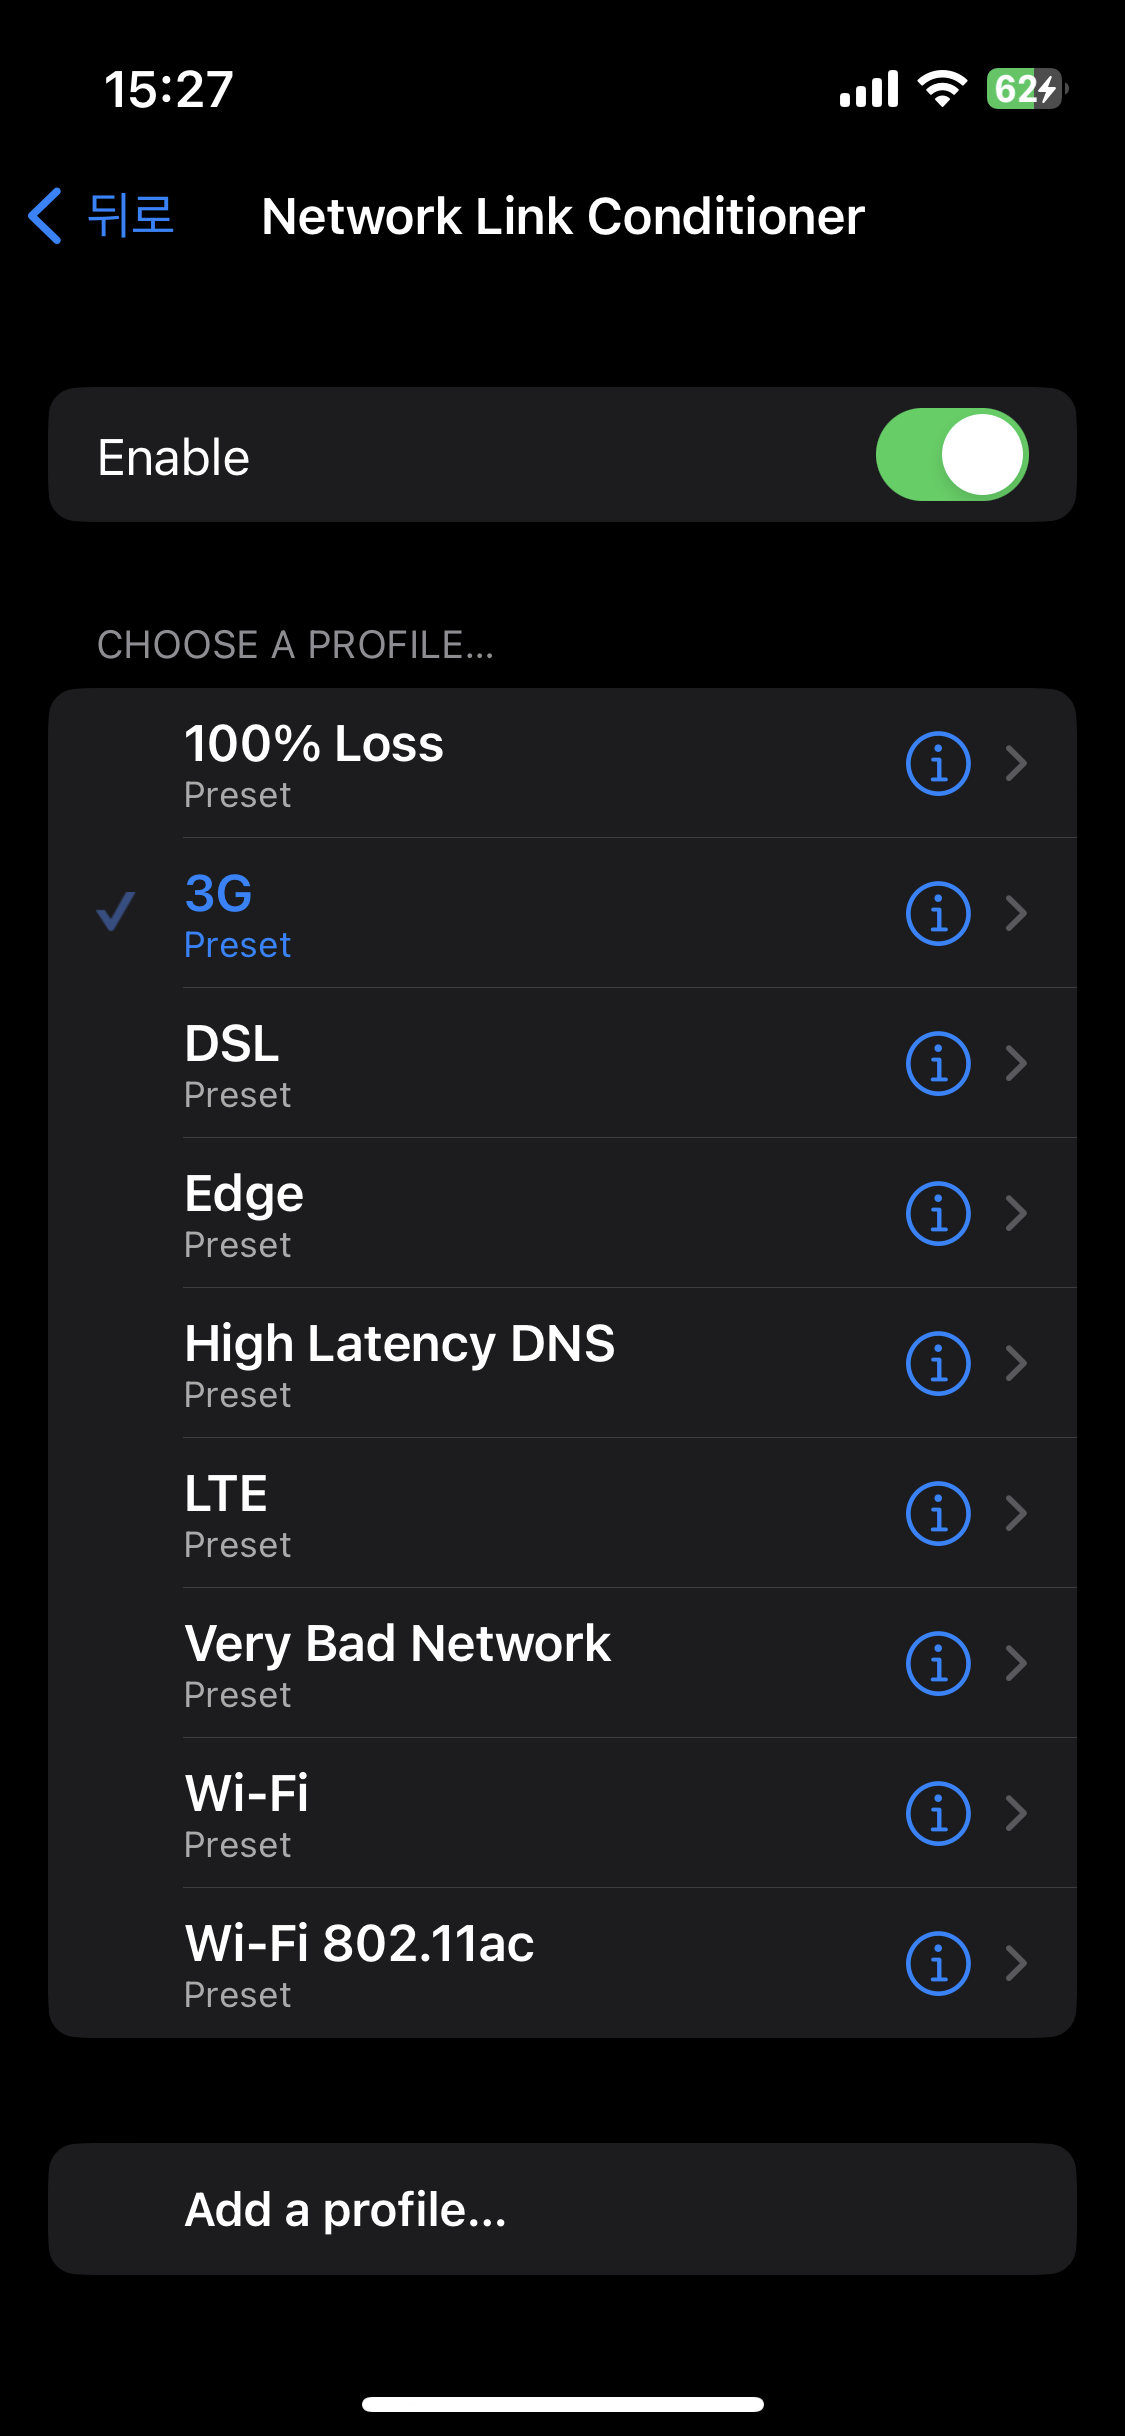 15:27
62
뒤로
Network Link Conditioner
Enable
CHOOSE A PROFILE...
100% Loss
Preset
3G
Preset
DSL
Preset
Edge
Preset
High Latency DNS
Preset
LTE
Preset
Very Bad Network
Preset
Wi-Fi
Preset
Wi-Fi 802.11ac
Preset
Add a profile...